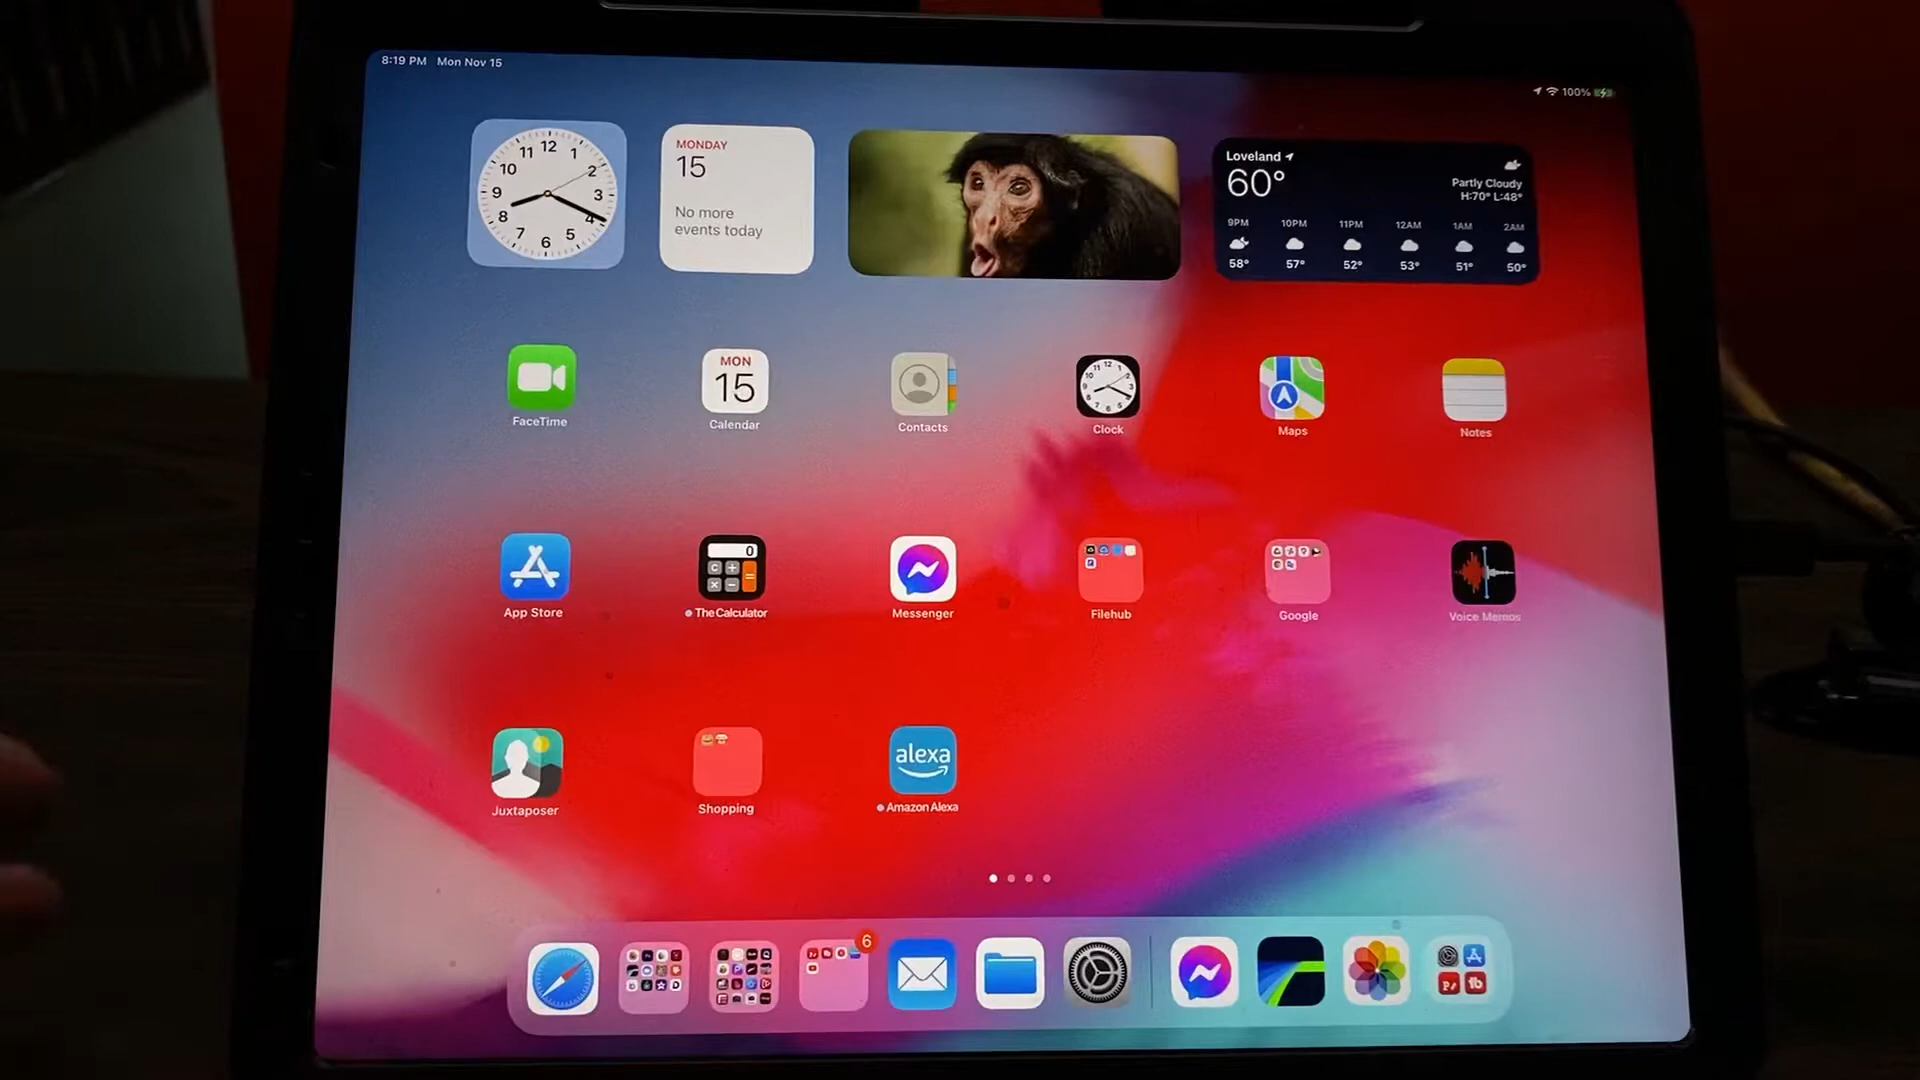 8:19 PM Mon Nov 15
100%
12
11 1
10 2
9 3
8 4
7 5
6
MONDAY
15
No more
events today
Loveland
60°
Partly Cloudy
H:70° L:48°
9PM 10PM 11PM 12AM 1AM 2AM
58° 57° 52° 53° 51° 50°
MON
15
FaceTime
Calendar
Contacts
Clock
Maps
Notes
0
App Store
The Calculator
Messenger
Filehub
Google
Voice Memos
alexa
Juxtaposer
Shopping
Amazon Alexa
6